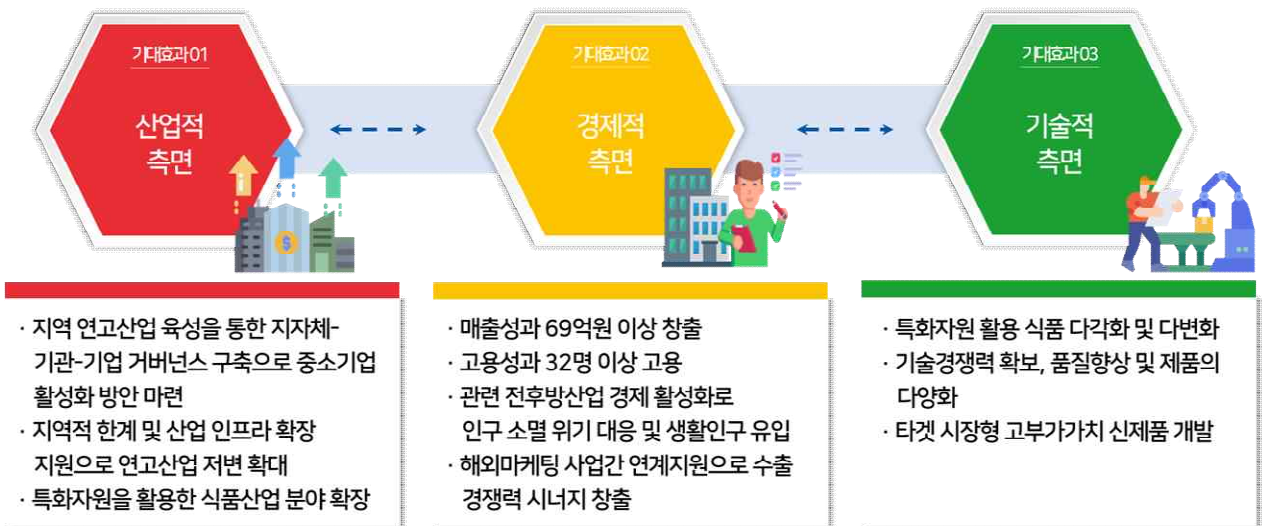 기대효과 01
산업적
측면
기대효과 02
경제적
측면
기대효과 03
기술적
측면
· 지역 연고산업 육성을 통한 지자체-
기관-기업 거버넌스 구축으로 중소기업
활성화 방안 마련
· 지역적 한계 및 산업 인프라 확장
지원으로 연고산업 저변 확대
· 특화자원을 활용한 식품산업 분야 확장
· 매출성과 69억원 이상 창출
· 고용성과 32명 이상 고용
· 관련 전후방산업 경제 활성화로
인구 소멸 위기 대응 및 생활인구 유입
· 해외마케팅 사업간 연계지원으로 수출
경쟁력 시너지 창출
· 특화자원 활용 식품 다각화 및 다변화
· 기술경쟁력 확보, 품질향상 및 제품의
다양화
· 타겟 시장형 고부가가치 신제품 개발